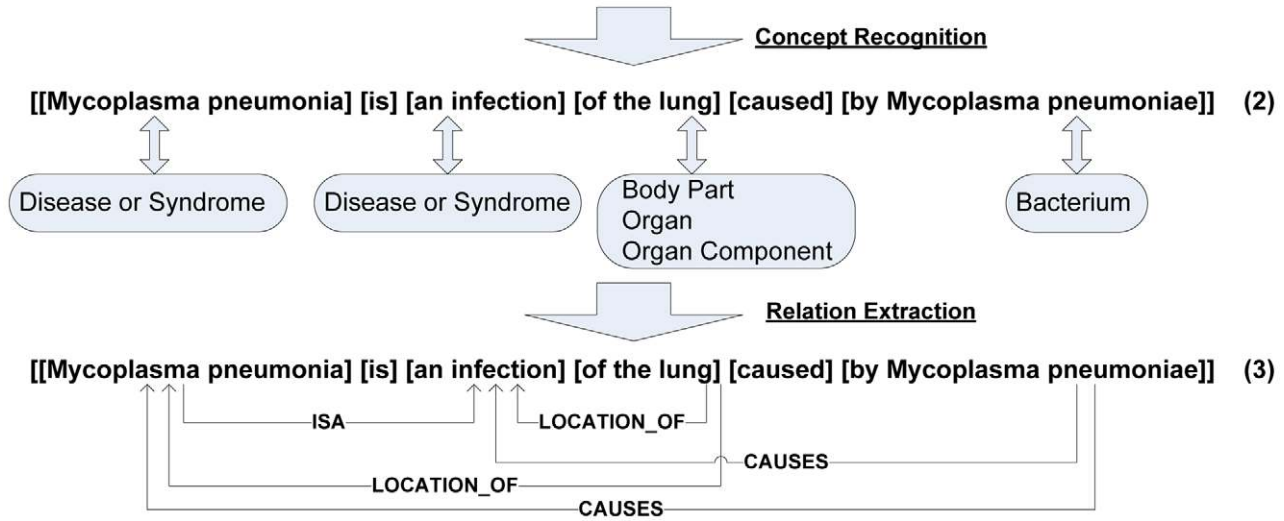 Concept Recognition
[[Mycoplasma pneumonia] [is] [an infection] [of the lung] [caused] [by Mycoplasma pneumoniae]] (2)
Disease or Syndrome
Disease or Syndrome
Body Part
Organ
Organ Component
Bacterium
Relation Extraction
[[Mycoplasma pneumonia] [is] [an infection] [of the lung] [caused] [by Mycoplasma pneumoniae]] (3)
ISA
LOCATION_OF
CAUSES
LOCATION_OF
CAUSES